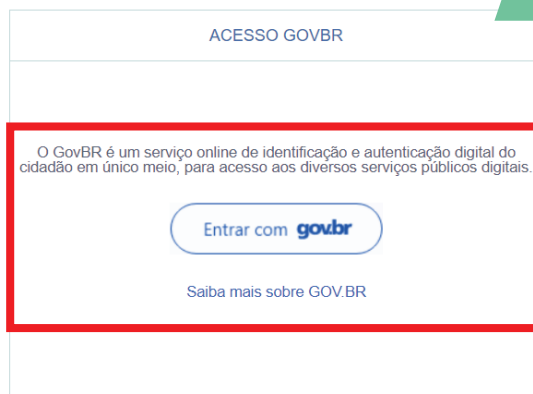 ACESSO GOVBR
O GovBR é um serviço online de identificação e autenticação digital do
cidadão em único meio, para acesso aos diversos serviços públicos digitais.
Entrar com gov.br
Saiba mais sobre GOV.BR